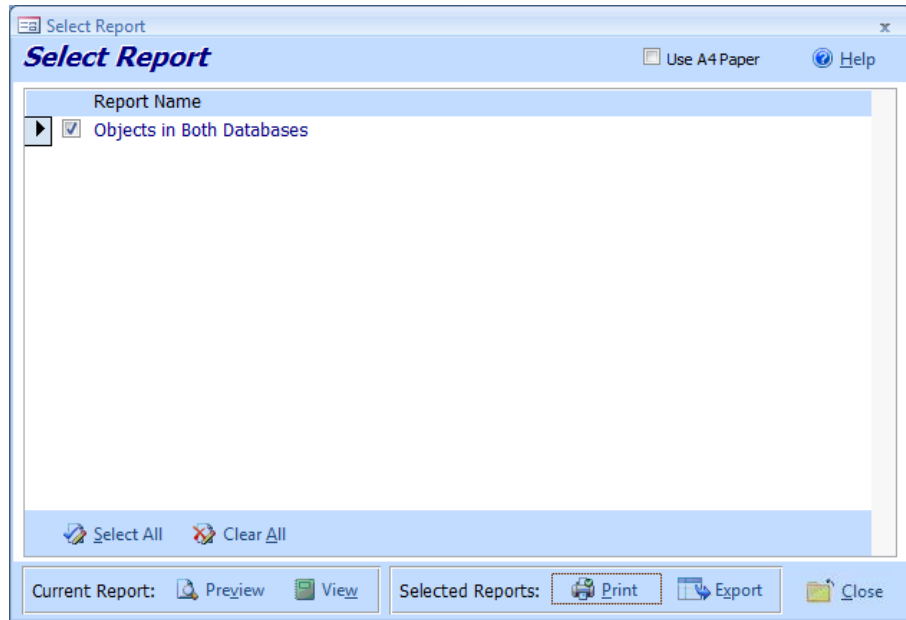 Select Report x
Select Report Use A4 Paper Help
Report Name
Objects in Both Databases
Select All Clear All
Current Report: Preview View Selected Reports: Print Export Close